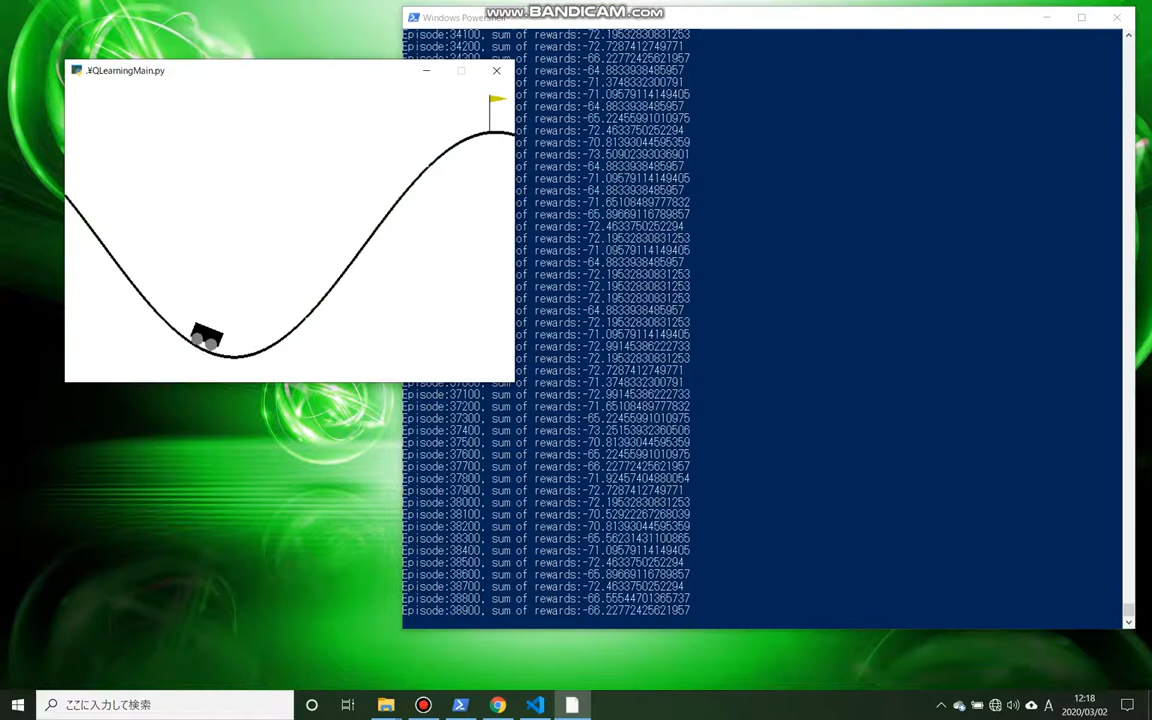 www.BANDICAM.com
Windows Powershell
Episode:34100, sum of rewards:-72.19532830831253
Episode:34200, sum of rewards:-72.7287412749771
Episode:34300, sum of rewards:-66.22772425621957
.¥QLearningMain.py
of rewards:-64.8833938485957
of rewards:-71.3748332300791
of rewards:-71.09579114149405
of rewards:-64.8833938485957
of rewards:-65.22455991010975
of rewards:-72.4633750252294
of rewards:-70.81393044595359
of rewards:-73.50902393036901
of rewards:-64.8833938485957
of rewards:-71.09579114149405
of rewards:-64.8833938485957
of rewards:-71.65108489777832
of rewards:-65.89669116789857
of rewards:-72.4633750252294
of rewards:-72.19532830831253
of rewards:-71.09579114149405
of rewards:-64.8833938485957
of rewards:-72.19532830831253
of rewards:-72.19532830831253
of rewards:-72.19532830831253
of rewards:-64.8833938485957
of rewards:-72.19532830831253
of rewards:-71.09579114149405
of rewards:-72.99145386222733
of rewards:-72.19532830831253
of rewards:-72.7287412749771
Episode:37000, sum of rewards:-71.3748332300791
Episode:37100, sum of rewards:-72.99145386222733
Episode:37200, sum of rewards:-71.65108489777832
Episode:37300, sum of rewards:-65.22455991010975
Episode:37400, sum of rewards:-73.25153932360506
Episode:37500, sum of rewards:-70.81393044595359
Episode:37600, sum of rewards:-65.22455991010975
Episode:37700, sum of rewards:-66.22772425621957
Episode:37800, sum of rewards:-71.92457404880054
Episode:37900, sum of rewards:-72.7287412749771
Episode:38000, sum of rewards:-72.19532830831253
Episode:38100, sum of rewards:-70.52922267268039
Episode:38200, sum of rewards:-70.81393044595359
Episode:38300, sum of rewards:-65.56231431100865
Episode:38400, sum of rewards:-71.09579114149405
Episode:38500, sum of rewards:-72.4633750252294
Episode:38600, sum of rewards:-65.89669116789857
Episode:38700, sum of rewards:-72.4633750252294
Episode:38800, sum of rewards:-66.55544701365737
Episode:38900, sum of rewards:-66.22772425621957
ここに入力して検索
A
12:18
2020/03/02